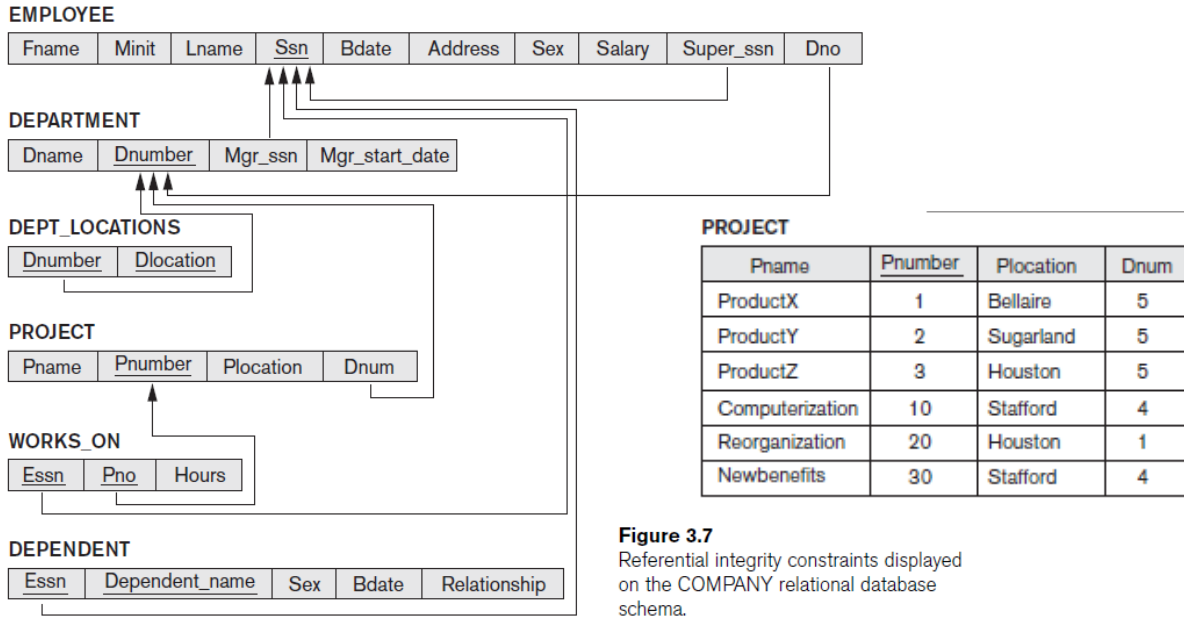 EMPLOYEE
Fname Minit Lname Ssn Bdate Address Sex Salary Super_ssn Dno
DEPARTMENT
Dname Dnumber Mgr_ssn Mgr_start_date
DEPT_LOCATIONS
Dnumber Dlocation
PROJECT
Pname Pnumber Plocation Dnum
WORKS_ON
Essn Pno Hours
DEPENDENT
Essn Dependent_name Sex Bdate Relationship
PROJECT
Pname Pnumber Plocation Dnum
ProductX 1 Bellaire 5
ProductY 2 Sugarland 5
ProductZ 3 Houston 5
Computerization 10 Stafford 4
Reorganization 20 Houston 1
Newbenefits 30 Stafford 4
Figure 3.7
Referential integrity constraints displayed
on the COMPANY relational database
schema.